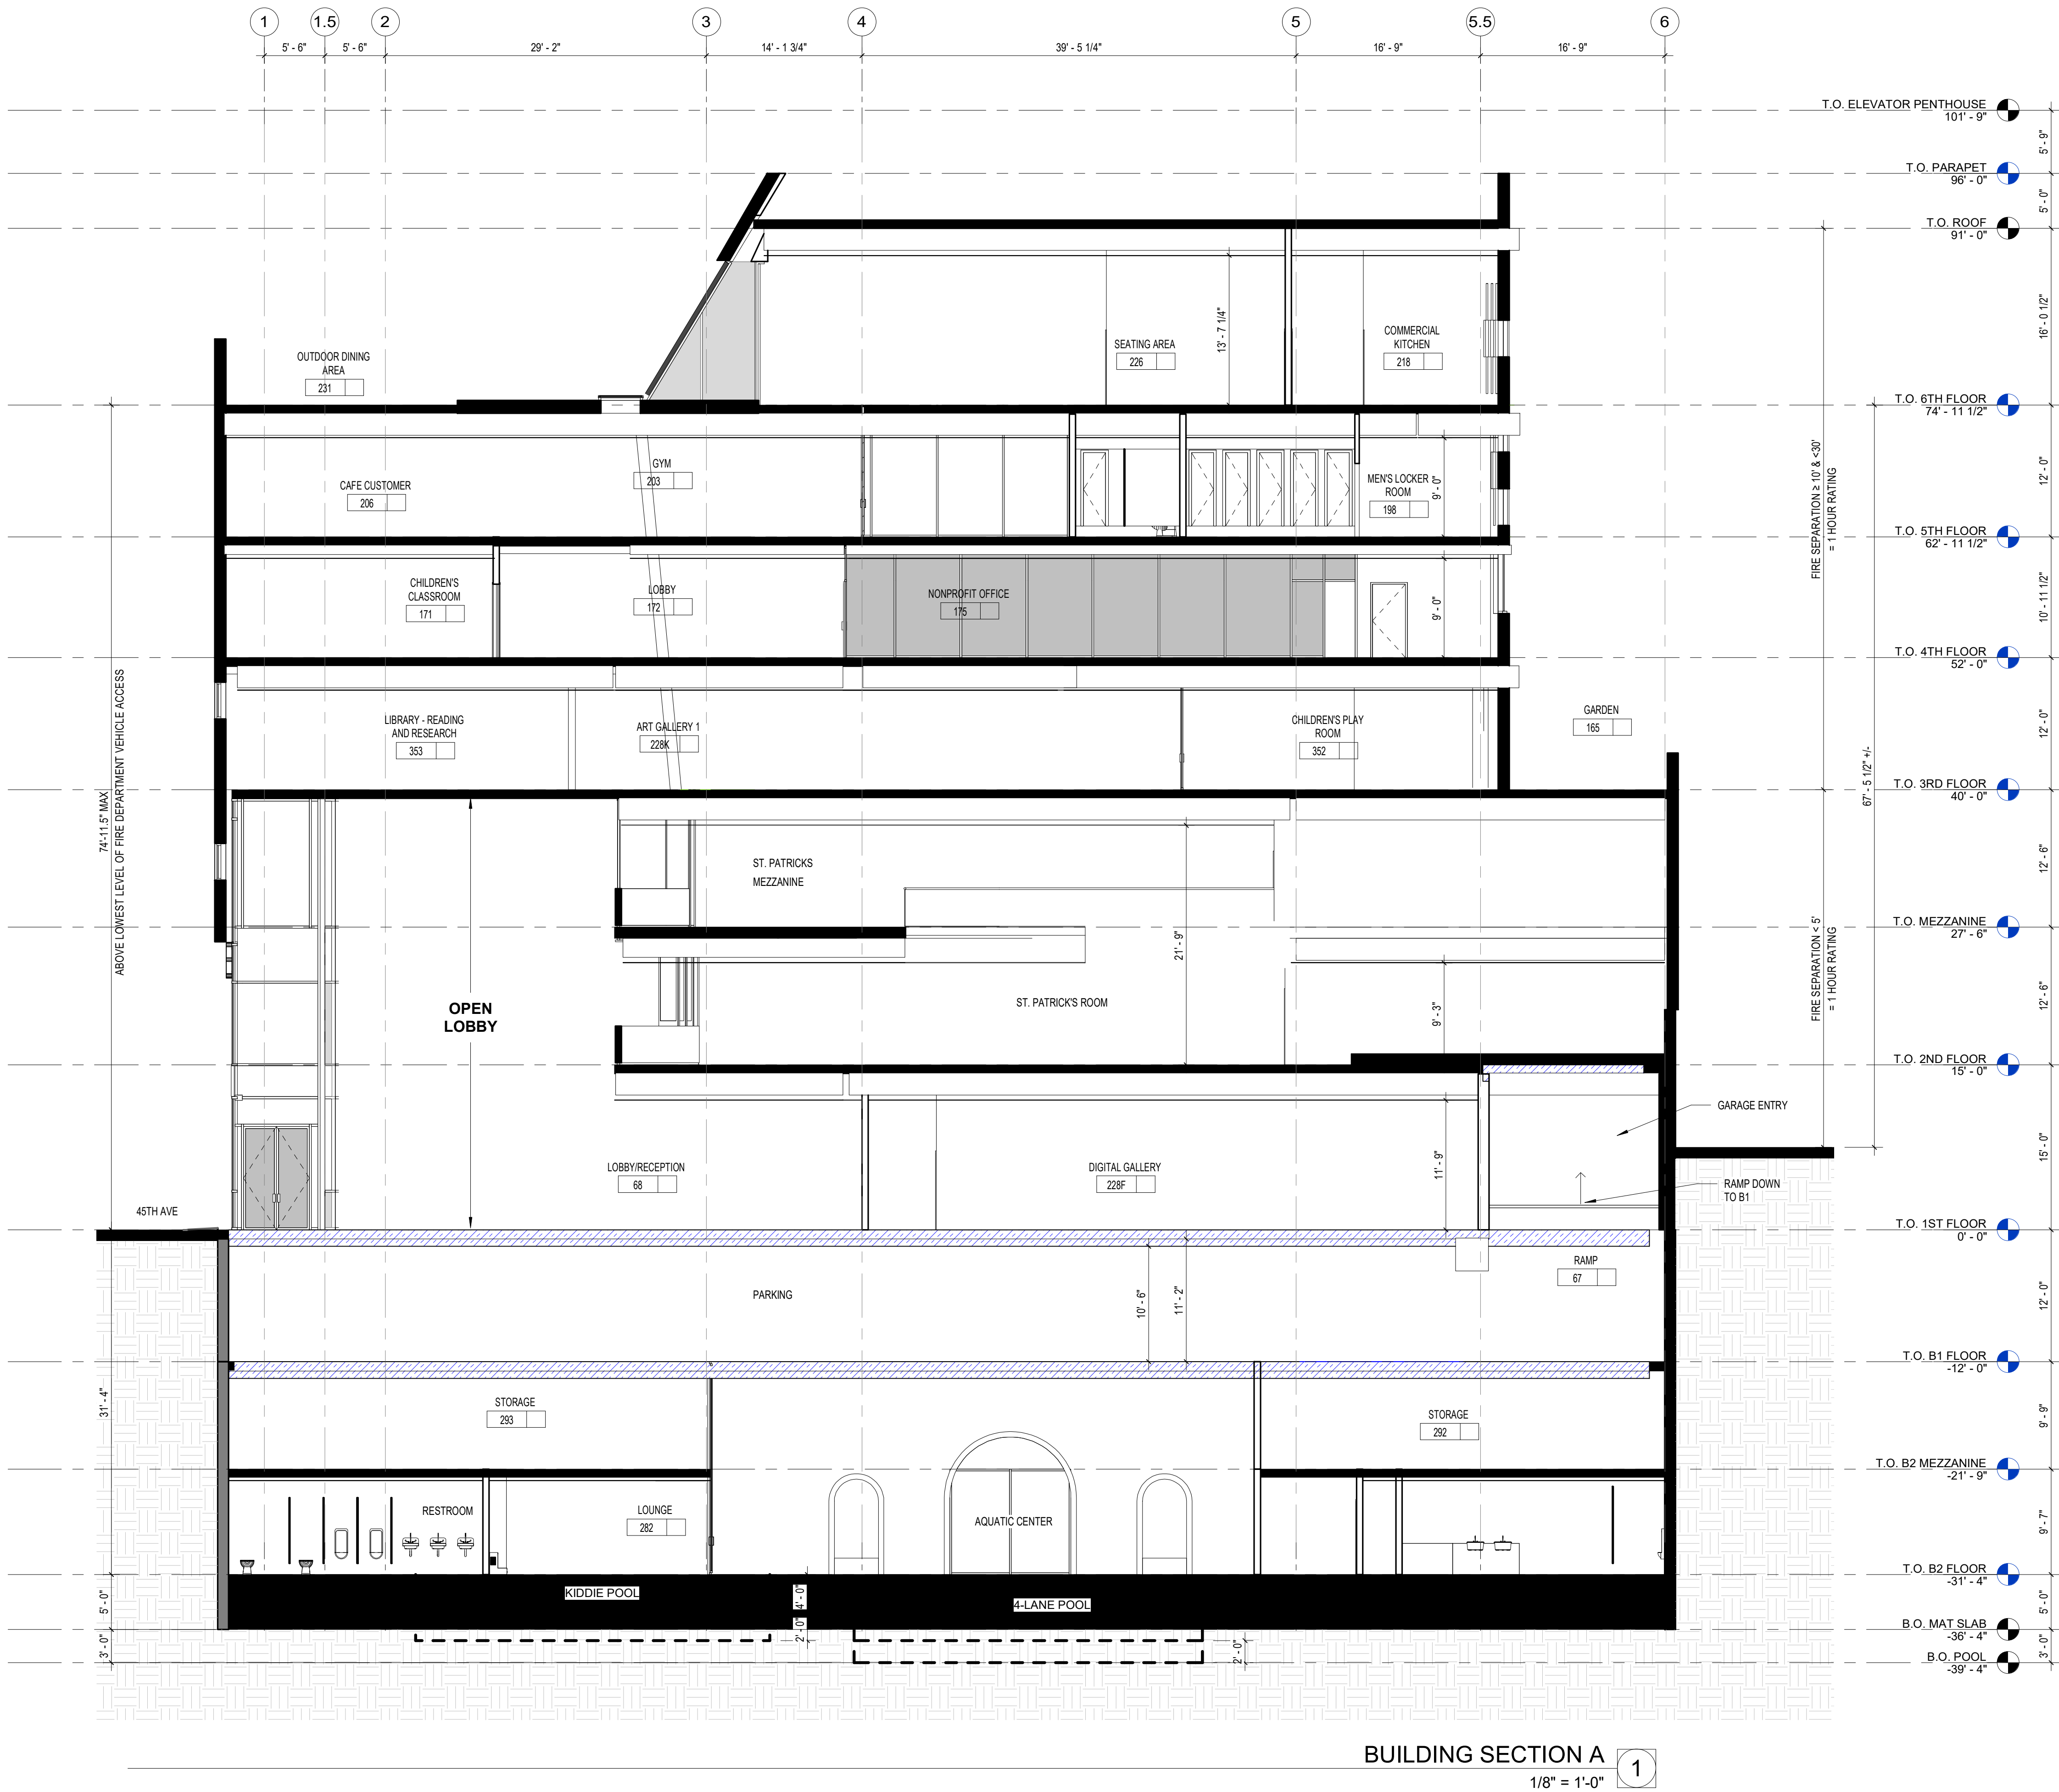 1
1.5
2
3
4
5
5.5
6
5' - 6"
5' - 6"
29' - 2"
14' - 1 3/4"
39' - 5 1/4"
16' - 9"
16' - 9"
T.O. ELEVATOR PENTHOUSE
101' - 9"
5' - 9"
T.O. PARAPET
96' - 0"
5' - 0"
T.O. ROOF
91' - 0"
16' - 0 1/2"
OUTDOOR DINING
AREA
231
SEATING AREA
226
13' - 7 1/4"
COMMERCIAL
KITCHEN
218
T.O. 6TH FLOOR
74' - 11 1/2"
12' - 0"
CAFE CUSTOMER
206
GYM
203
MEN'S LOCKER
ROOM
198
9' - 0"
FIRE SEPARATION ≥ 10' & <30'
= 1 HOUR RATING
T.O. 5TH FLOOR
62' - 11 1/2"
10' - 11 1/2"
CHILDREN'S
CLASSROOM
171
LOBBY
172
NONPROFIT OFFICE
175
9' - 0"
T.O. 4TH FLOOR
52' - 0"
12' - 0"
LIBRARY - READING
AND RESEARCH
353
ART GALLERY 1
228K
CHILDREN'S PLAY
ROOM
352
GARDEN
165
67' - 5 1/2" +/-
T.O. 3RD FLOOR
40' - 0"
12' - 6"
74'-11.5" MAX
ABOVE LOWEST LEVEL OF FIRE DEPARTMENT VEHICLE ACCESS
ST. PATRICKS
MEZZANINE
21' - 9"
T.O. MEZZANINE
27' - 6"
12' - 6"
FIRE SEPARATION < 5'
= 1 HOUR RATING
OPEN
LOBBY
ST. PATRICK'S ROOM
9' - 3"
T.O. 2ND FLOOR
15' - 0"
15' - 0"
GARAGE ENTRY
LOBBY/RECEPTION
68
DIGITAL GALLERY
228F
11' - 9"
RAMP DOWN
TO B1
45TH AVE
T.O. 1ST FLOOR
0' - 0"
12' - 0"
RAMP
67
PARKING
10' - 6"
11' - 2"
T.O. B1 FLOOR
-12' - 0"
9' - 9"
31' - 4"
STORAGE
293
STORAGE
292
T.O. B2 MEZZANINE
-21' - 9"
9' - 7"
RESTROOM
LOUNGE
282
AQUATIC CENTER
T.O. B2 FLOOR
-31' - 4"
5' - 0"
5' - 0"
KIDDIE POOL
4' - 0"
4-LANE POOL
B.O. MAT SLAB
-36' - 4"
3' - 0"
3' - 0"
2' - 0"
2' - 0"
B.O. POOL
-39' - 4"
BUILDING SECTION A
1
1/8" = 1'-0"